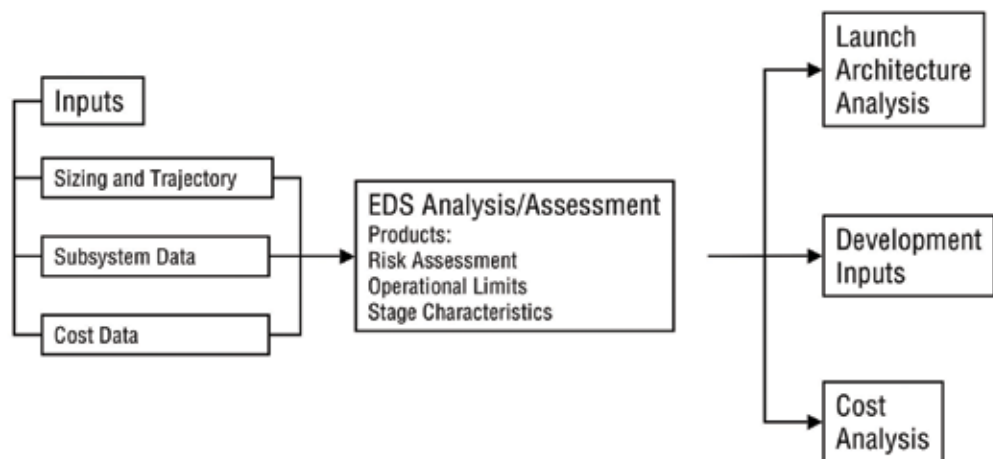 Inputs
Sizing and Trajectory
Subsystem Data
Cost Data
EDS Analysis/Assessment
Products:
Risk Assessment
Operational Limits
Stage Characteristics
Launch
Architecture
Analysis
Development
Inputs
Cost
Analysis